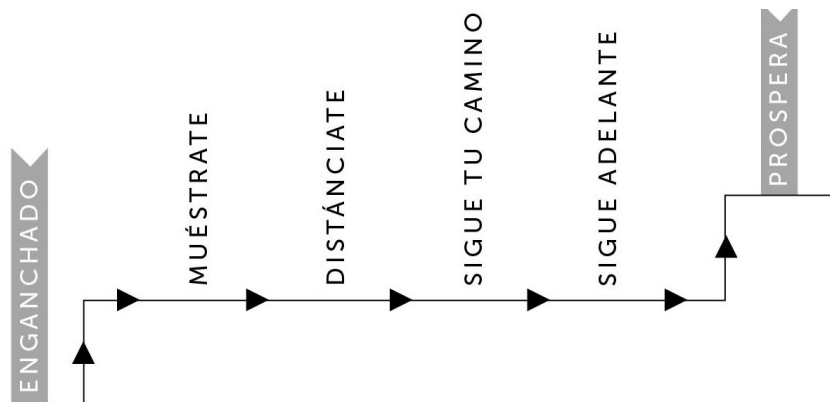 ENGANCHADO
MUÉSTRATE
DISTÁNCIATE
SIGUE TU CAMINO
SIGUE ADELANTE
PROSPERA